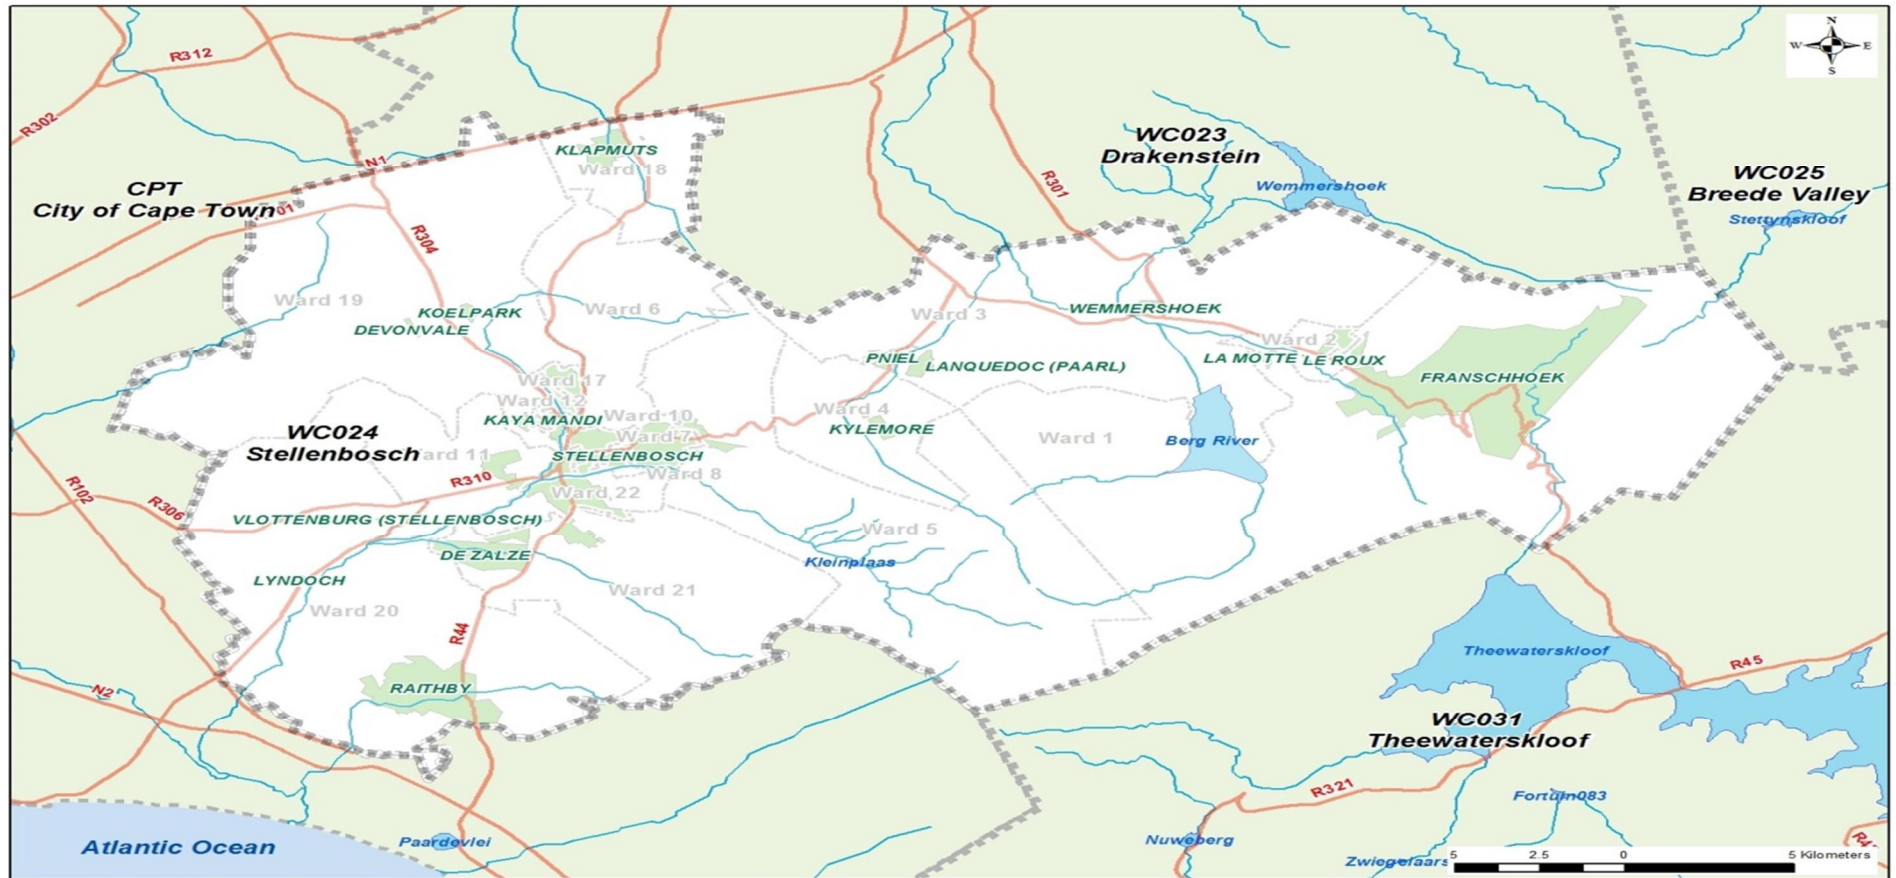 N
W E
S
R312
R302
N1
KLAPMUTS
Ward 18
WC023
Drakenstein
R301
Wemmershoek
WC025
Breede Valley
Stettynskloof
CPT
City of Cape Town
R304
Ward 19
KOELPARK
DEVONVALE
Ward 6
Ward 3
WEMMERSHOEK
Ward 2
PNIEL
LANQUEDOC (PAARL)
LA MOTTE
LE ROUX
FRANSCHHOEK
Ward 17
Ward 12
KAYA MANDI
Ward 10
Ward 7
Ward 4
KYLEMORE
Ward 1
Berg River
WC024
Stellenbosch
Ward 11
STELLENBOSCH
Ward 8
R310
Ward 22
R102
R306
VLOTTENBURG (STELLENBOSCH)
Ward 5
DE ZALZE
Kleinplaas
LYNDOCH
Ward 20
Ward 21
R44
RAITHBY
N2
Theewaterskloof
R45
WC031
Theewaterskloof
R321
Fortuin083
Atlantic Ocean
Paardevlei
Nuweberg
Zwiegelaars
5 2.5 0 5 Kilometers